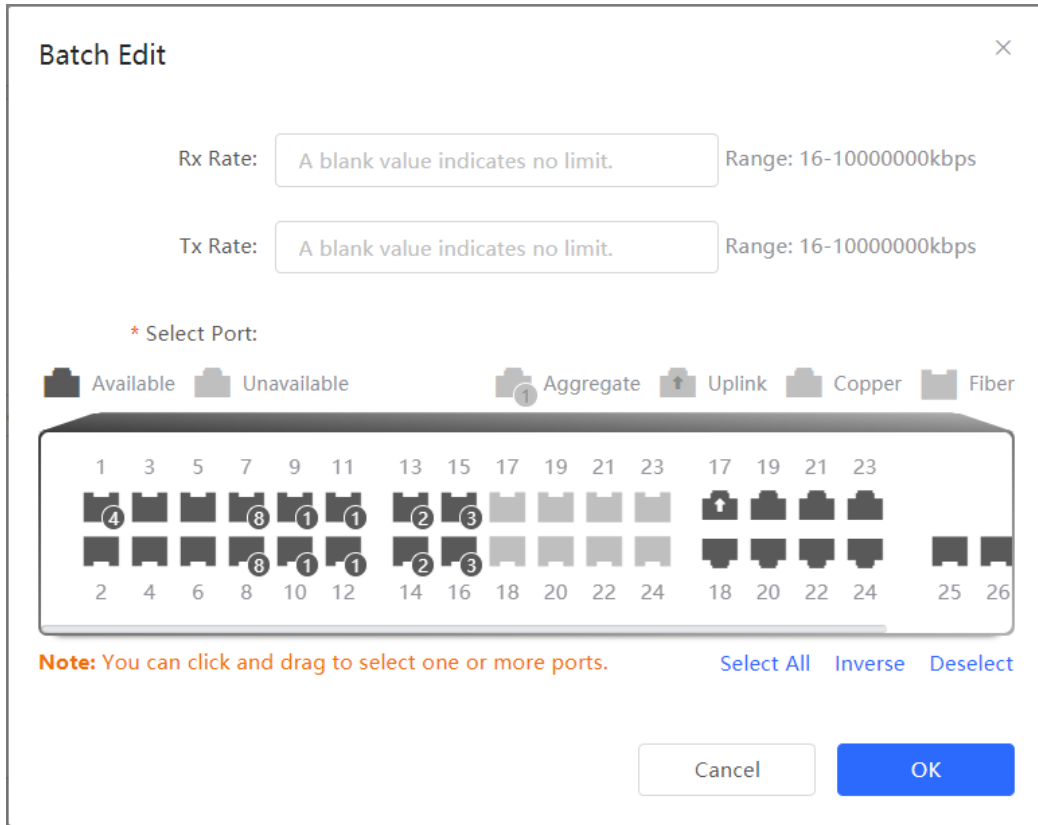 Batch Edit
Rx Rate: A blank value indicates no limit. Range: 16-10000000kbps
Tx Rate: A blank value indicates no limit. Range: 16-10000000kbps
* Select Port:
Available Unavailable 1 Aggregate Uplink Copper Fiber
1 3 5 7 9 11 13 15 17 19 21 23 17 19 21 23
4 8 1 1 2 3
8 1 1 2 3
2 4 6 8 10 12 14 16 18 20 22 24 18 20 22 24 25 26
Note: You can click and drag to select one or more ports. Select All Inverse Deselect
Cancel OK